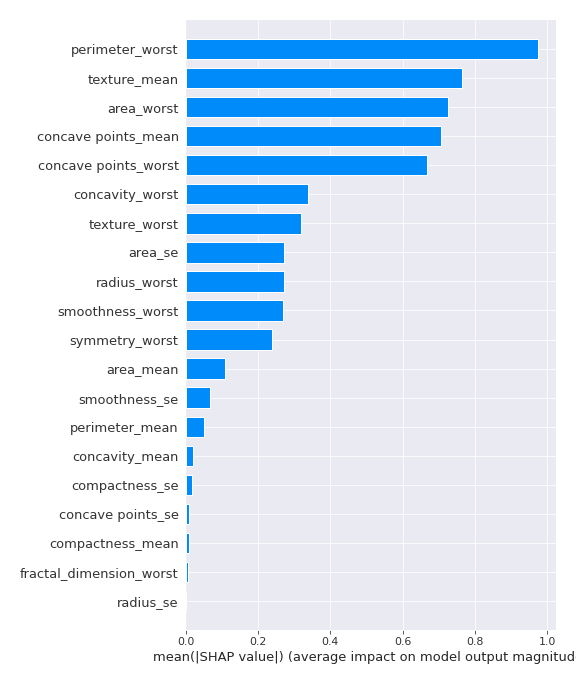 perimeter_worst
texture_mean
area_worst
concave points_mean
concave points_worst
concavity_worst
texture_worst
area_se
radius_worst
smoothness_worst
symmetry_worst
area_mean
smoothness_se
perimeter_mean
concavity_mean
compactness_se
concave points_se
compactness_mean
fractal_dimension_worst
radius_se
0.0 0.2 0.4 0.6 0.8 1.0
mean(|SHAP value|) (average impact on model output magnitud